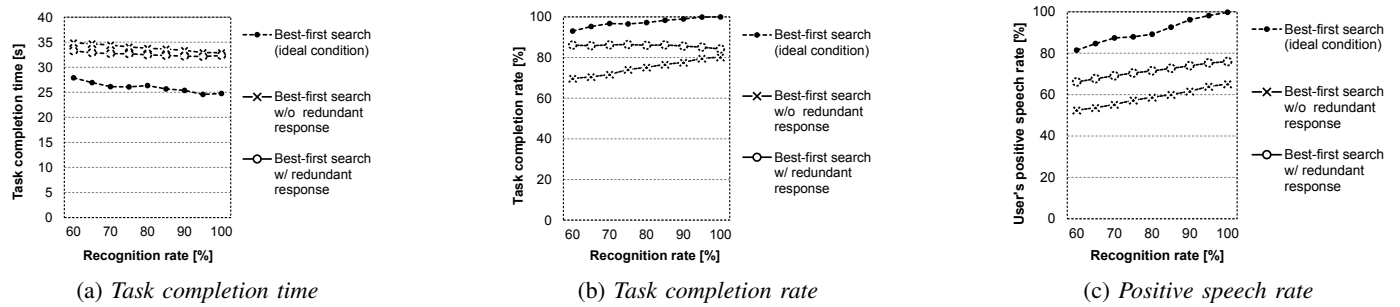 40
35
30
25
20
15
10
5
0
60 70 80 90 100
Task completion time [s]
Recognition rate [%]
Best-first search
(ideal condition)
Best-first search
w/o redundant
response
Best-first search
w/ redundant
response
(a) Task completion time
100
80
60
40
20
0
60 70 80 90 100
Task completion rate [%]
Recognition rate [%]
Best-first search
(ideal condition)
Best-first search
w/o redundant
response
Best-first search
w/ redundant
response
(b) Task completion rate
100
80
60
40
20
0
60 70 80 90 100
User's positive speech rate [%]
Recognition rate [%]
Best-first search
(ideal condition)
Best-first search
w/o redundant
response
Best-first search
w/ redundant
response
(c) Positive speech rate